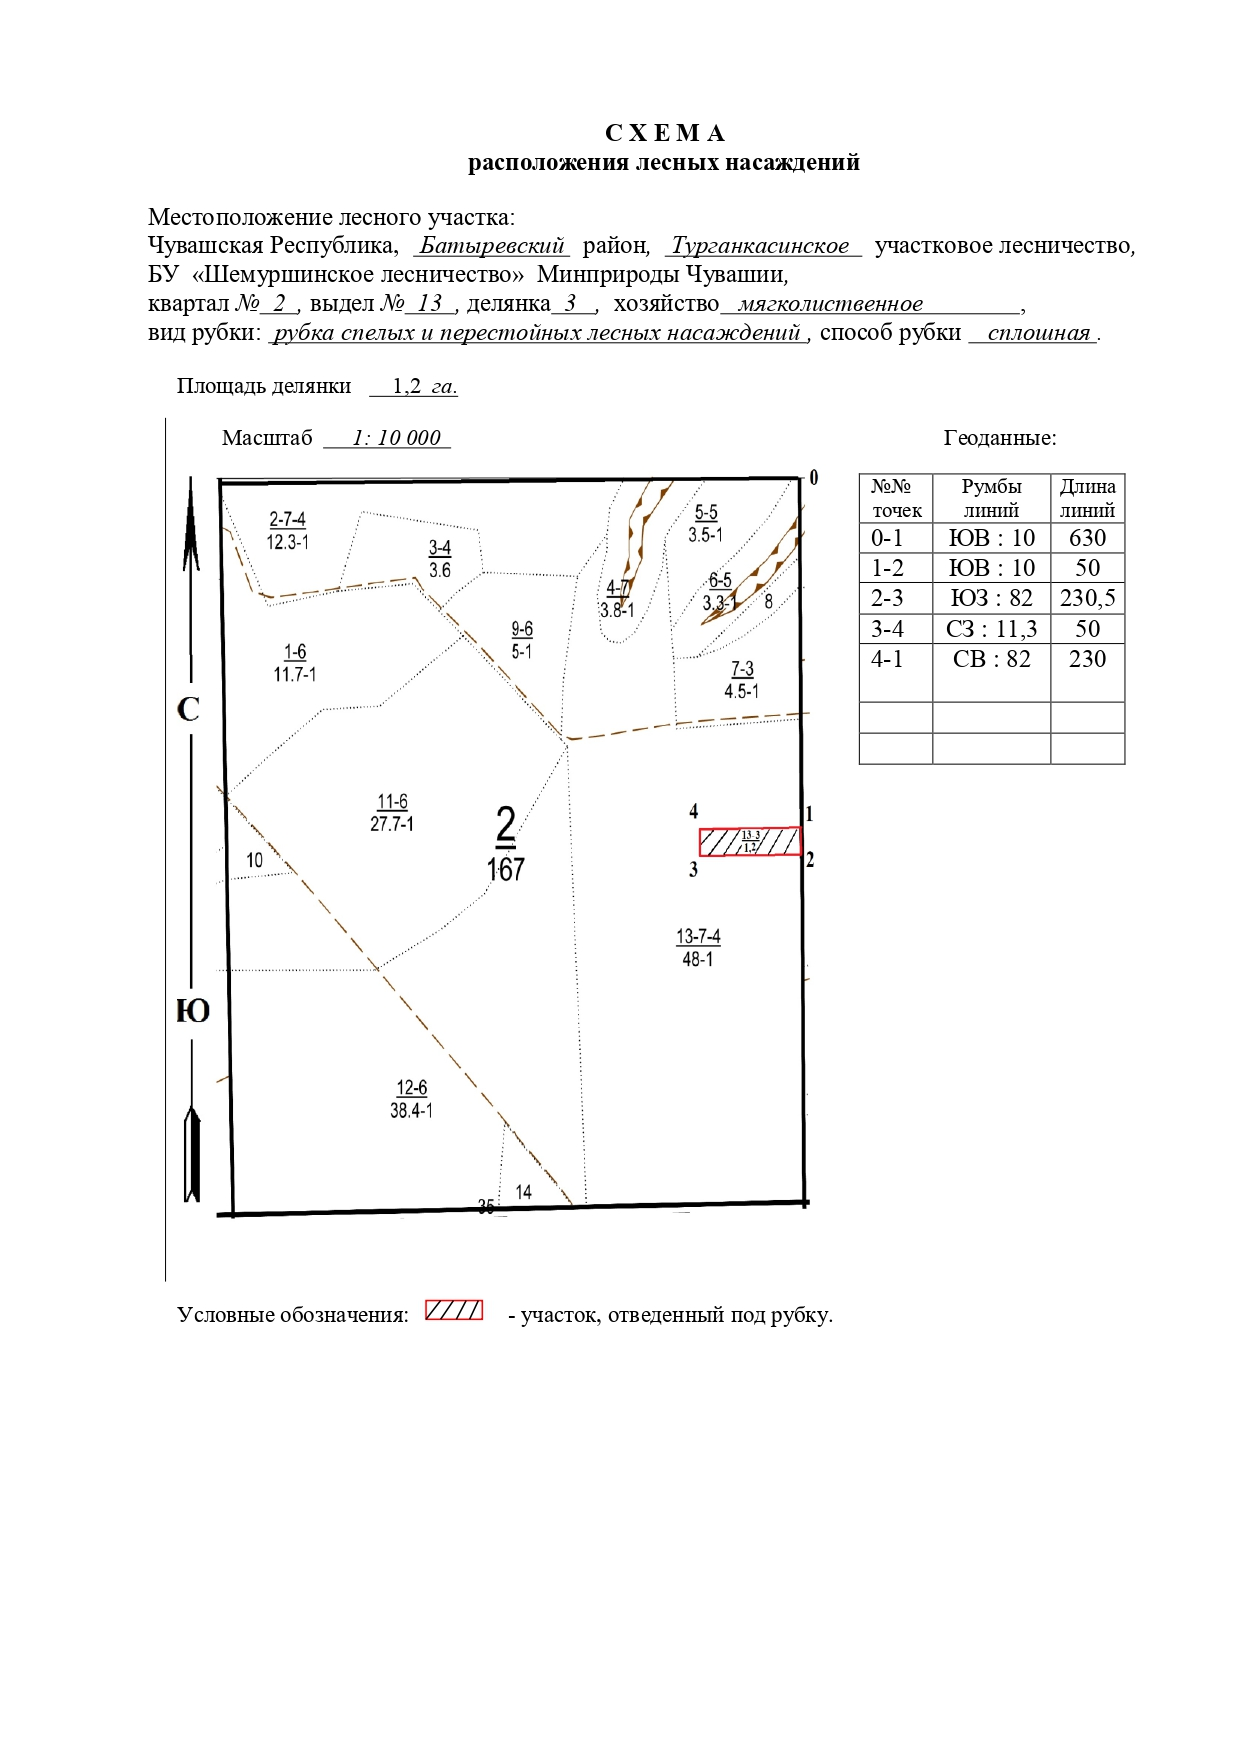 С Х Е М А
расположения лесных насаждений
Местоположение лесного участка:
Чувашская Республика, Батыревский район, Турганкасинское участковое лесничество,
БУ «Шемуршинское лесничество» Минприроды Чувашии,
квартал № 2 , выдел № 13 , делянка 3 , хозяйство мягколиственное ,
вид рубки: рубка спелых и перестойных лесных насаждений , способ рубки сплошная .
Площадь делянки 1,2 га.
Масштаб 1: 10 000
Геоданные:
№№ точек Румбы линий Длина линий
0-1 ЮВ : 10 630
1-2 ЮВ : 10 50
2-3 ЮЗ : 82 230,5
3-4 СЗ : 11,3 50
4-1 СВ : 82 230
0
2-7-4
12.3-1
3-4
3.6
5-5
3.5-1
4-7
3.8-1
6-5
3.3-1
8
9-6
5-1
1-6
11.7-1
7-3
4.5-1
С
11-6
27.7-1
2
167
4
1
13-3
1,2
3
2
10
13-7-4
48-1
Ю
12-6
38.4-1
14
35
Условные обозначения: - участок, отведенный под рубку.